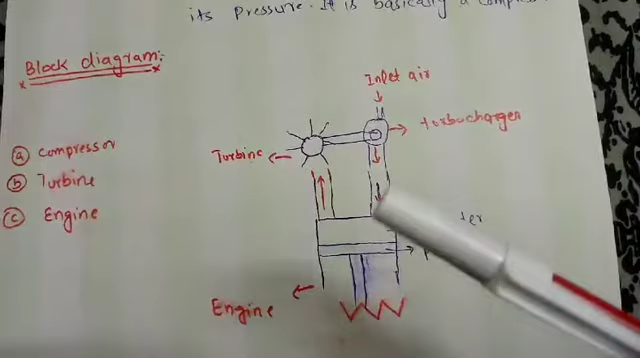 its Pressure. It is basically a
Block diagram:
Inlet air
turbocharger
(a) compressor
Turbine
(b) Turbine
(c) Engine
Engine